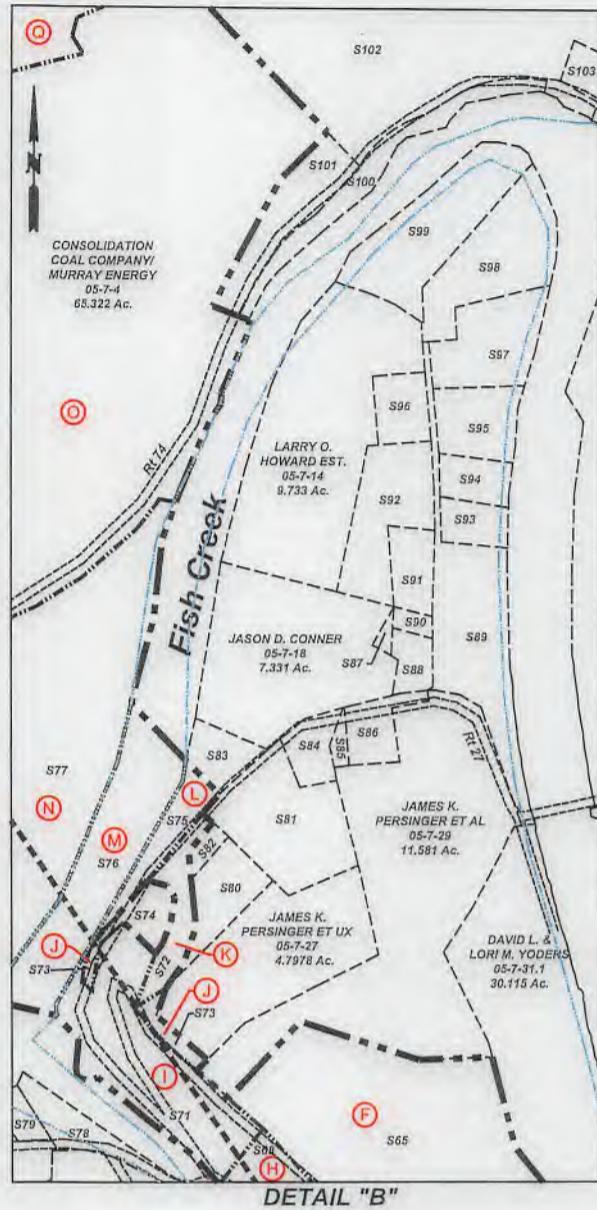 Q
S102
S103
N
S101
S100
CONSOLIDATION
COAL COMPANY/
MURRAY ENERGY
05-7-4
65.322 Ac.
S99
S98
S97
O
Rt 74
S96
S95
LARRY O.
HOWARD EST.
05-7-14
9.733 Ac.
S94
S92
S93
Fish Creek
S91
S90
S89
JASON D. CONNER
05-7-18
7.331 Ac.
S87
S88
S83
S84
S85
S86
Rt 27
S77
L
N
S75
S81
JAMES K.
PERSINGER ET AL
05-7-29
11.581 Ac.
M
S76
S82
S80
S74
JAMES K.
PERSINGER ET UX
05-7-27
4.7978 Ac.
DAVID L. &
LORI M. YODERS
05-7-31.1
30.115 Ac.
J
K
S73
S72
J
S73
I
S71
F
S65
S79
S78
H
DETAIL "B"